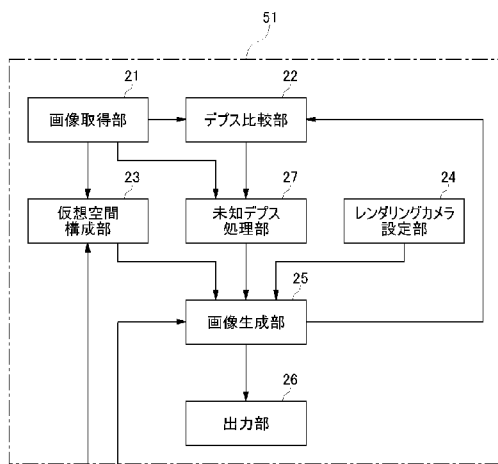 51
21
22
画像取得部
デプス比較部
23
27
24
仮想空間
構成部
未知デプス
処理部
レンダリングカメラ
設定部
25
画像生成部
26
出力部